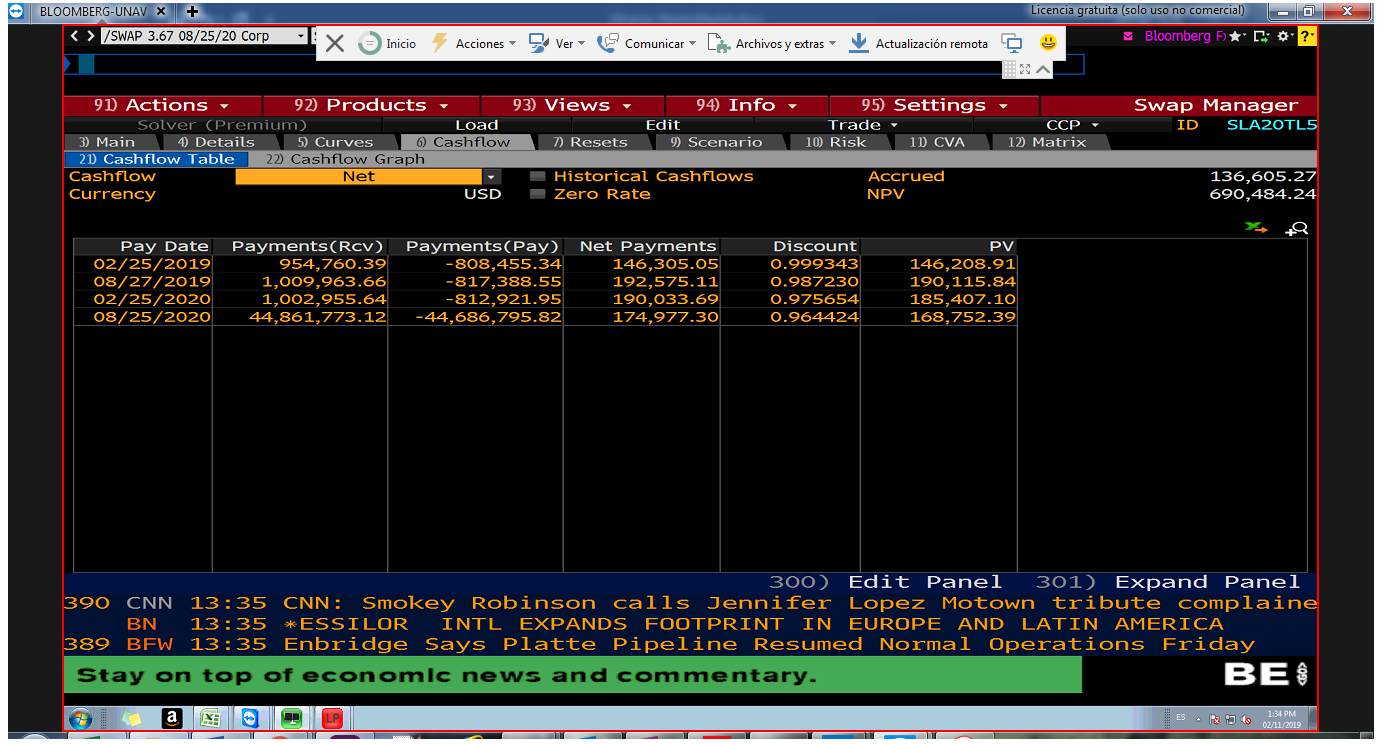 BLOOMBERG-UNAV X + Licencia gratuita (solo uso no comercial)
< > /SWAP 3.67 08/25/20 Corp Inicio Acciones Ver Comunicar Archivos y extras Actualización remota Bloomberg ?
91) Actions 92) Products 93) Views 94) Info 95) Settings Swap Manager
Solver (Premium) Load Edit Trade CCP ID SLA20TL5
3) Main 4) Details 5) Curves 6) Cashflow 7) Resets 9) Scenario 10) Risk 11) CVA 12) Matrix
21) Cashflow Table 22) Cashflow Graph
Cashflow Net Historical Cashflows Accrued 136,605.27
Currency USD Zero Rate NPV 690,484.24
Pay Date Payments(Rcv) Payments(Pay) Net Payments Discount PV
02/25/2019 954,760.39 -808,455.34 146,305.05 0.999343 146,208.91
08/27/2019 1,009,963.66 -817,388.55 192,575.11 0.987230 190,115.84
02/25/2020 1,002,955.64 -812,921.95 190,033.69 0.975654 185,407.10
08/25/2020 44,861,773.12 -44,686,795.82 174,977.30 0.964424 168,752.39
300) Edit Panel 301) Expand Panel
390 CNN 13:35 CNN: Smokey Robinson calls Jennifer Lopez Motown tribute complaine
BN 13:35 *ESSILOR INTL EXPANDS FOOTPRINT IN EUROPE AND LATIN AMERICA
389 BFW 13:35 Enbridge Says Platte Pipeline Resumed Normal Operations Friday
Stay on top of economic news and commentary. BE
a LP ES 1:34 PM
02/11/2019